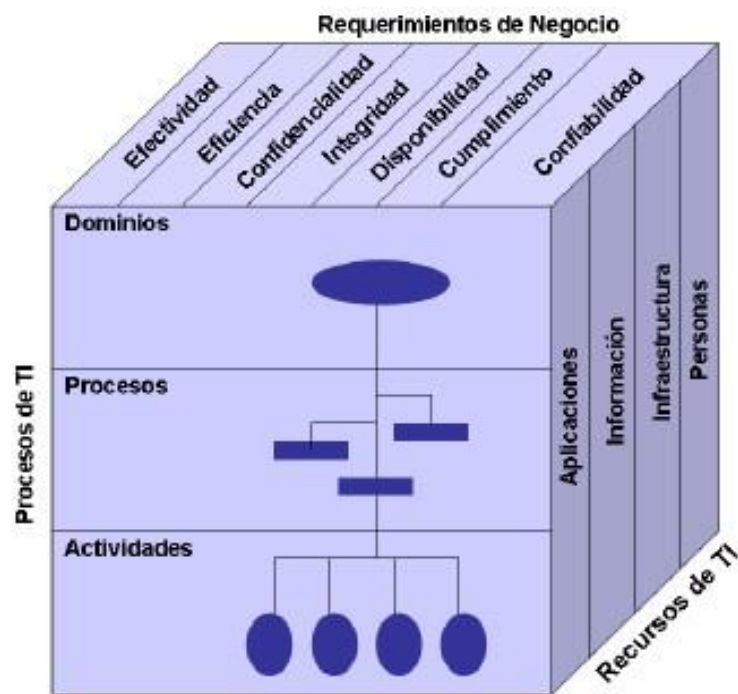 Requerimientos de Negocio
Efectividad
Eficiencia
Confidencialidad
Integridad
Disponibilidad
Cumplimiento
Confiabilidad
Dominios
Procesos
Actividades
Procesos de TI
Aplicaciones
Información
Infraestructura
Personas
Recursos de TI